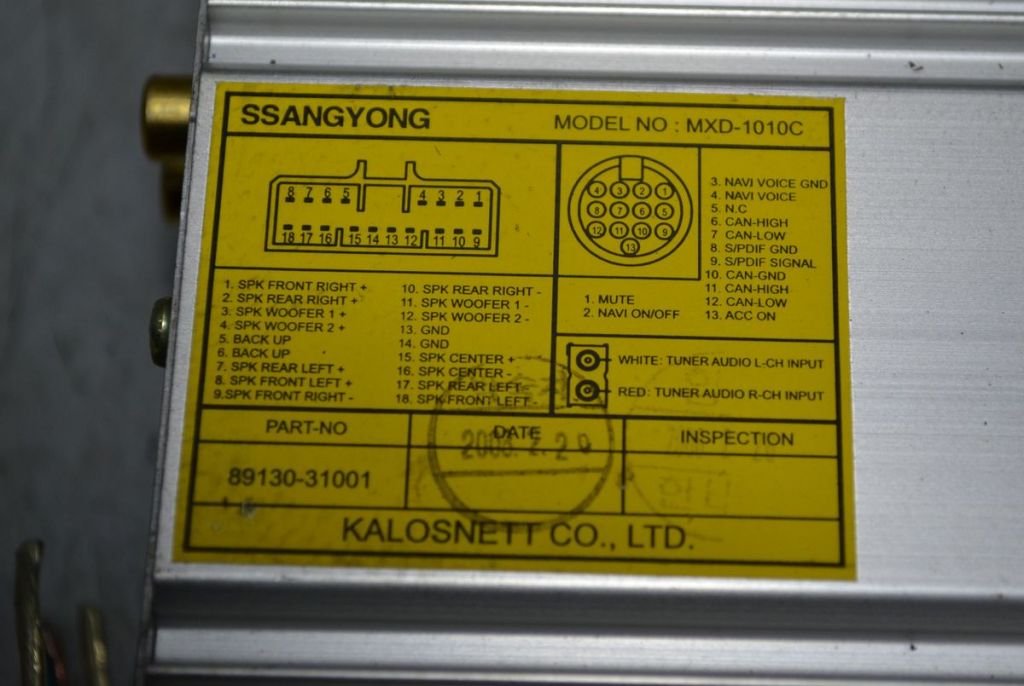 SSANGYONG
MODEL NO : MXD-1010C
8 7 6 5 4 3 2 1
18 17 16 15 14 13 12 11 10 9
1. SPK FRONT RIGHT +
2. SPK REAR RIGHT +
3. SPK WOOFER 1 +
4. SPK WOOFER 2 +
5. BACK UP
6. BACK UP
7. SPK REAR LEFT +
8. SPK FRONT LEFT +
9.SPK FRONT RIGHT -
10. SPK REAR RIGHT -
11. SPK WOOFER 1 -
12. SPK WOOFER 2 -
13. GND
14. GND
15. SPK CENTER +
16. SPK CENTER -
17. SPK REAR LEFT -
18. SPK FRONT LEFT -
4 3 2 1
8 7 6 5
12 11 10 9
13
1. MUTE
2. NAVI ON/OFF
3. NAVI VOICE GND
4. NAVI VOICE
5. N.C
6. CAN-HIGH
7. CAN-LOW
8. S/PDIF GND
9. S/PDIF SIGNAL
10. CAN-GND
11. CAN-HIGH
12. CAN-LOW
13. ACC ON
WHITE: TUNER AUDIO L-CH INPUT
RED: TUNER AUDIO R-CH INPUT
PART-NO
DATE
INSPECTION
89130-31001
KALOSNETT CO., LTD.